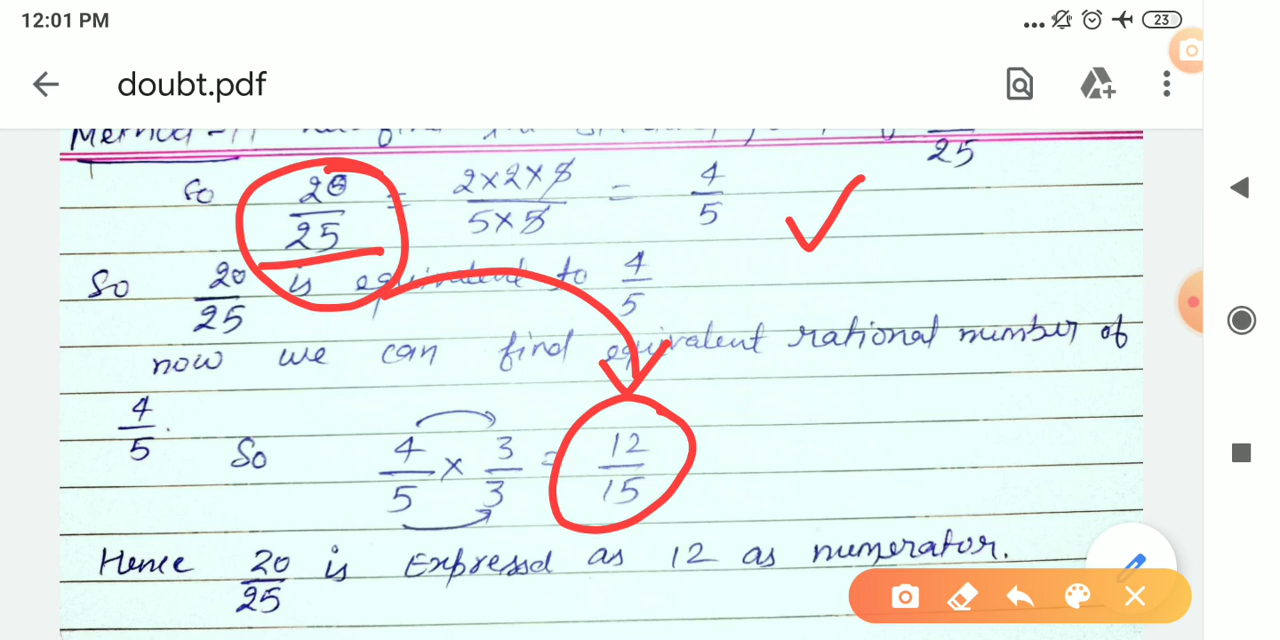 12:01 PM
23
doubt.pdf
25
So 20/25 = 2×2×5/5×5 = 4/5
So 20/25 is equivalent to 4/5
now we can find equivalent rational number of
4/5. So 4/5 × 3/3 = 12/15
Hence 20/25 is Expressd as 12 as numerator.